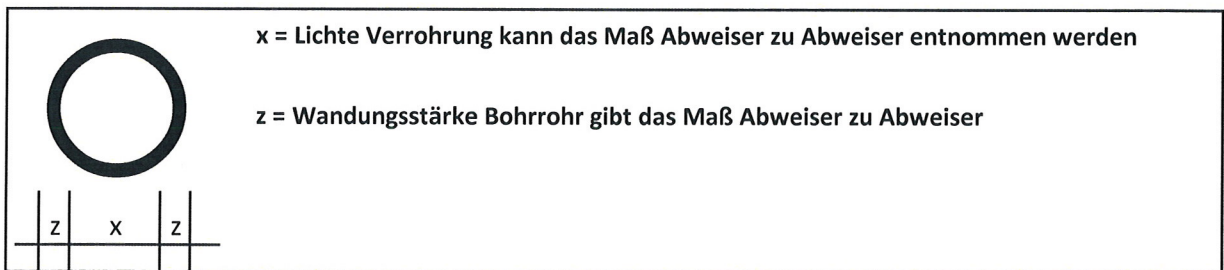 x = Lichte Verrohrung kann das Maß Abweiser zu Abweiser entnommen werden
z = Wandungsstärke Bohrrohr gibt das Maß Abweiser zu Abweiser
z x z